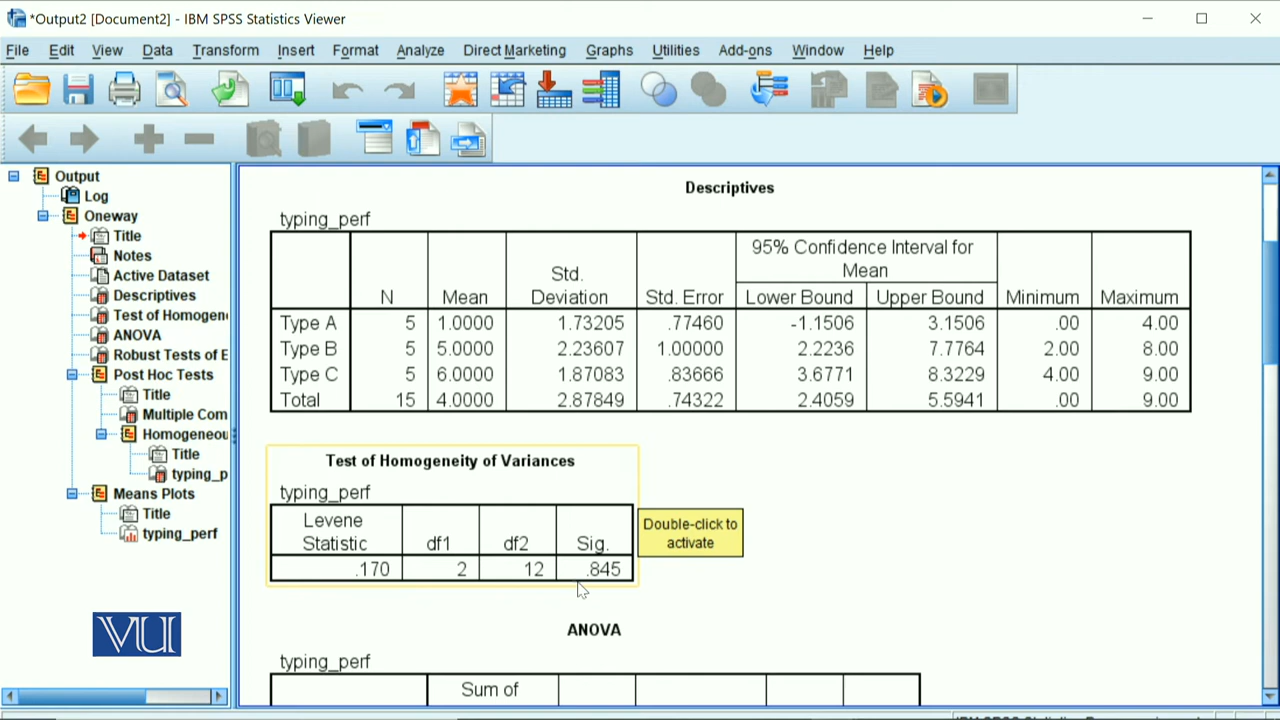 *Output2 [Document2] - IBM SPSS Statistics Viewer
File Edit View Data Transform Insert Format Analyze Direct Marketing Graphs Utilities Add-ons Window Help
Output
Log
Oneway
Title
Notes
Active Dataset
Descriptives
Test of Homogen
ANOVA
Robust Tests of E
Post Hoc Tests
Title
Multiple Com
Homogeneou
Title
typing_p
Means Plots
Title
typing_perf
VU
Descriptives
typing_perf
95% Confidence Interval for
Mean
N Mean Std. Deviation Std. Error Lower Bound Upper Bound Minimum Maximum
Type A 5 1.0000 1.73205 .77460 -1.1506 3.1506 .00 4.00
Type B 5 5.0000 2.23607 1.00000 2.2236 7.7764 2.00 8.00
Type C 5 6.0000 1.87083 .83666 3.6771 8.3229 4.00 9.00
Total 15 4.0000 2.87849 .74322 2.4059 5.5941 .00 9.00
Test of Homogeneity of Variances
typing_perf
Levene
Statistic df1 df2 Sig.
.170 2 12 .845
Double-click to
activate
ANOVA
typing_perf
Sum of